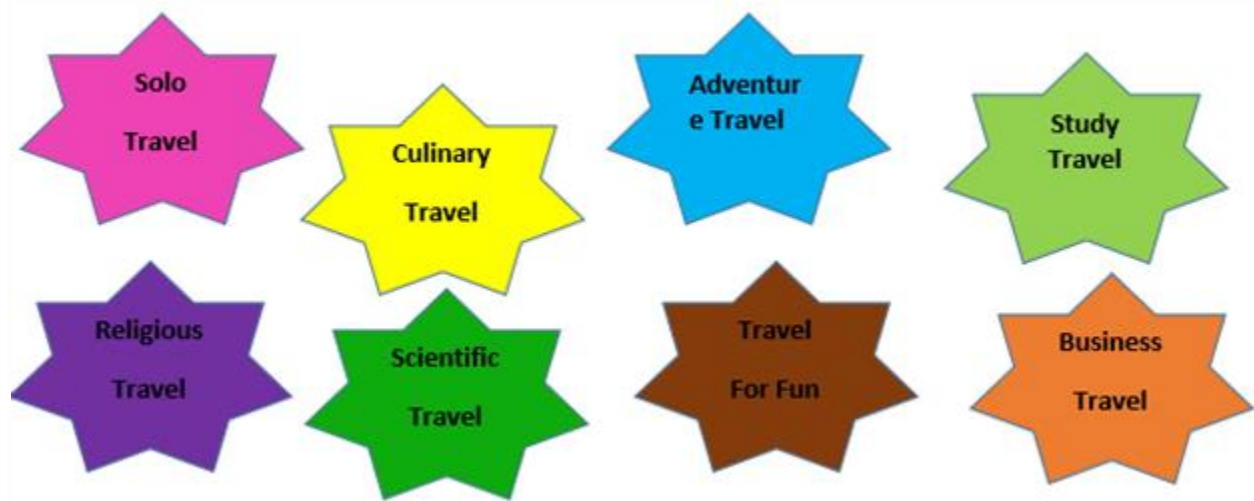 Solo
Travel
Culinary
Travel
Adventur
e Travel
Study
Travel
Religious
Travel
Scientific
Travel
Travel
For Fun
Business
Travel